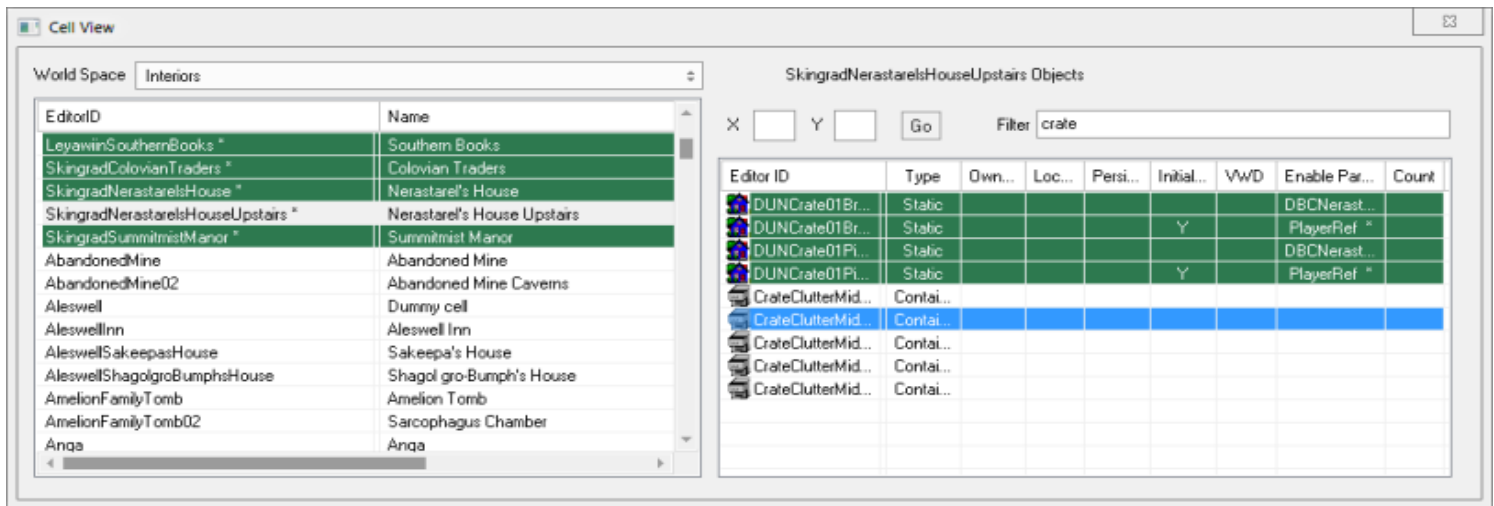 Cell View
World Space Interiors
EditorID Name
LeyawiinSouthernBooks * Southern Books
SkingradColovianTraders * Colovian Traders
SkingradNerastarelsHouse * Nerastarel's House
SkingradNerastarelsHouseUpstairs * Nerastarel's House Upstairs
SkingradSummitmistManor * Summitmist Manor
AbandonedMine Abandoned Mine
AbandonedMine02 Abandoned Mine Caverns
Aleswell Dummy cell
AleswellInn Aleswell Inn
AleswellSakeepasHouse Sakeepa's House
AleswellShagolgroBumphsHouse Shagol gro-Bumph's House
AmelionFamilyTomb Amelion Tomb
AmelionFamilyTomb02 Sarcophagus Chamber
Anga Anga
SkingradNerastarelsHouseUpstairs Objects
X Y Go Filter crate
Editor ID Type Own... Loc... Persi... Initial... VWD Enable Par... Count
DUNCrate01Br... Static DBCNerast...
DUNCrate01Br... Static Y PlayerRef *
DUNCrate01Pi... Static DBCNerast...
DUNCrate01Pi... Static Y PlayerRef *
CrateClutterMid... Contai...
CrateClutterMid... Contai...
CrateClutterMid... Contai...
CrateClutterMid... Contai...
CrateClutterMid... Contai...